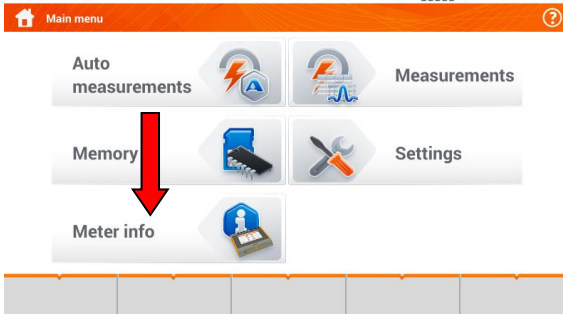 Main menu
?
Auto
measurements
Measurements
Memory
Settings
Meter info